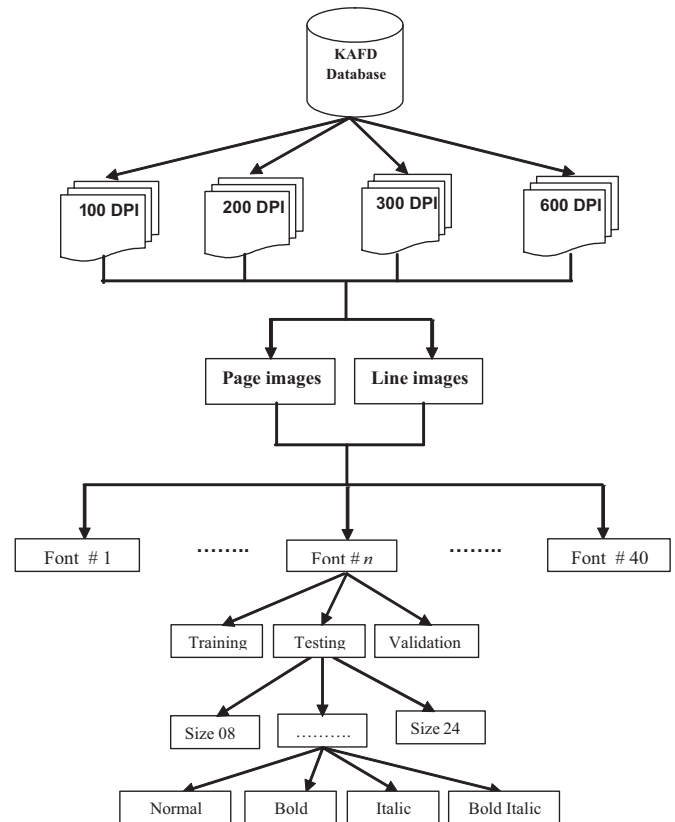 KAFD
Database
100 DPI
200 DPI
300 DPI
600 DPI
Page images
Line images
Font # 1
........
Font # n
........
Font # 40
Training
Testing
Validation
Size 08
..........
Size 24
Normal
Bold
Italic
Bold Italic